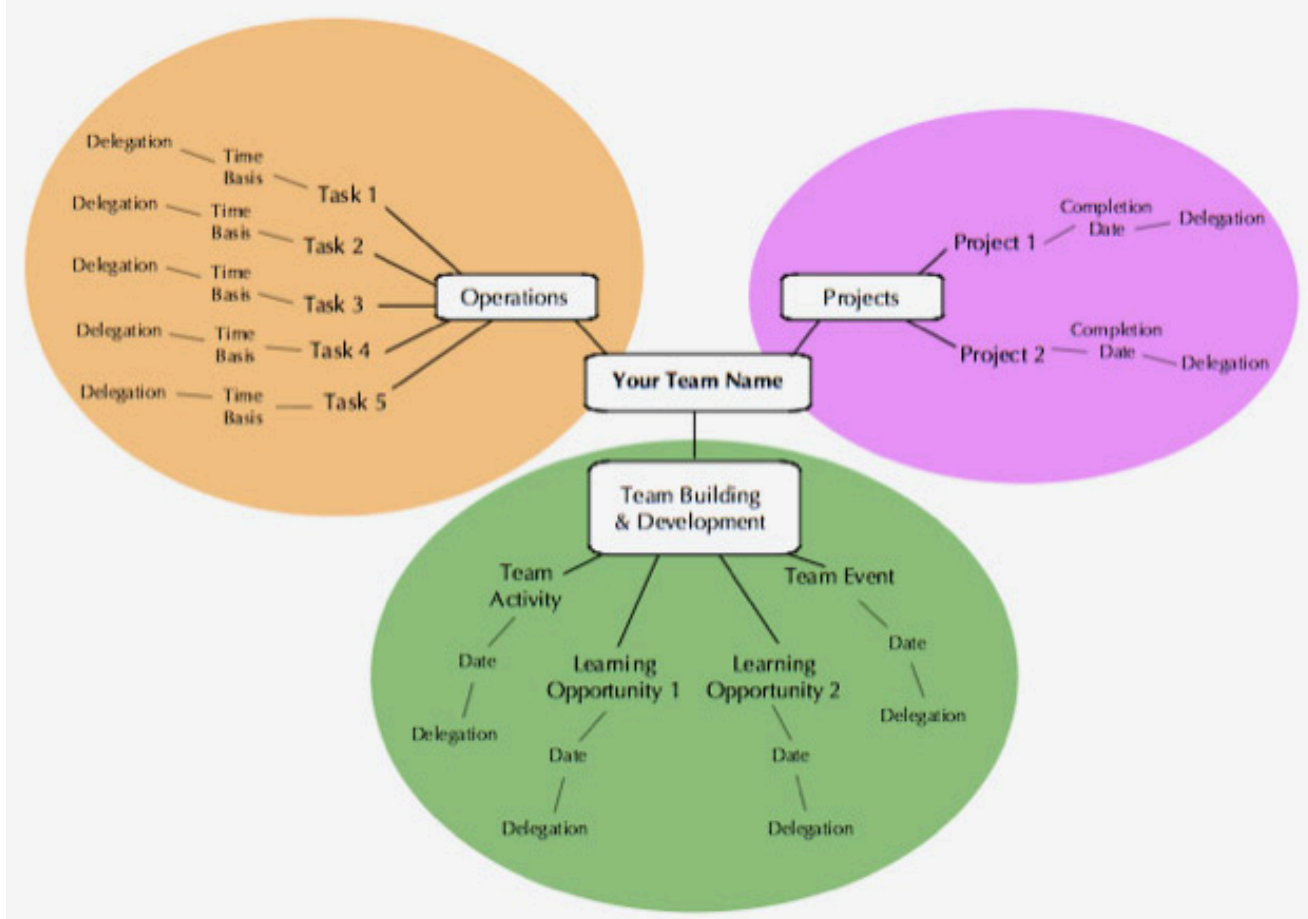 Delegation
Time
Basis
Task 1
Delegation
Time
Basis
Task 2
Delegation
Time
Basis
Task 3
Delegation
Time
Basis
Task 4
Delegation
Time
Basis
Task 5
Operations
Projects
Project 1
Completion
Date
Delegation
Project 2
Completion
Date
Delegation
Your Team Name
Team Building
& Development
Team
Activity
Date
Delegation
Learning
Opportunity 1
Date
Delegation
Learning
Opportunity 2
Date
Delegation
Team Event
Date
Delegation